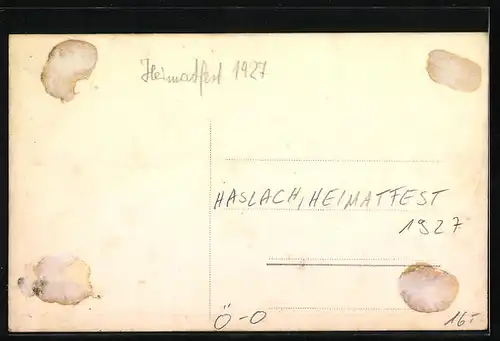 Heimatfest 1927
HASLACH, HEIMATFEST
1927
Ö-O
16.-